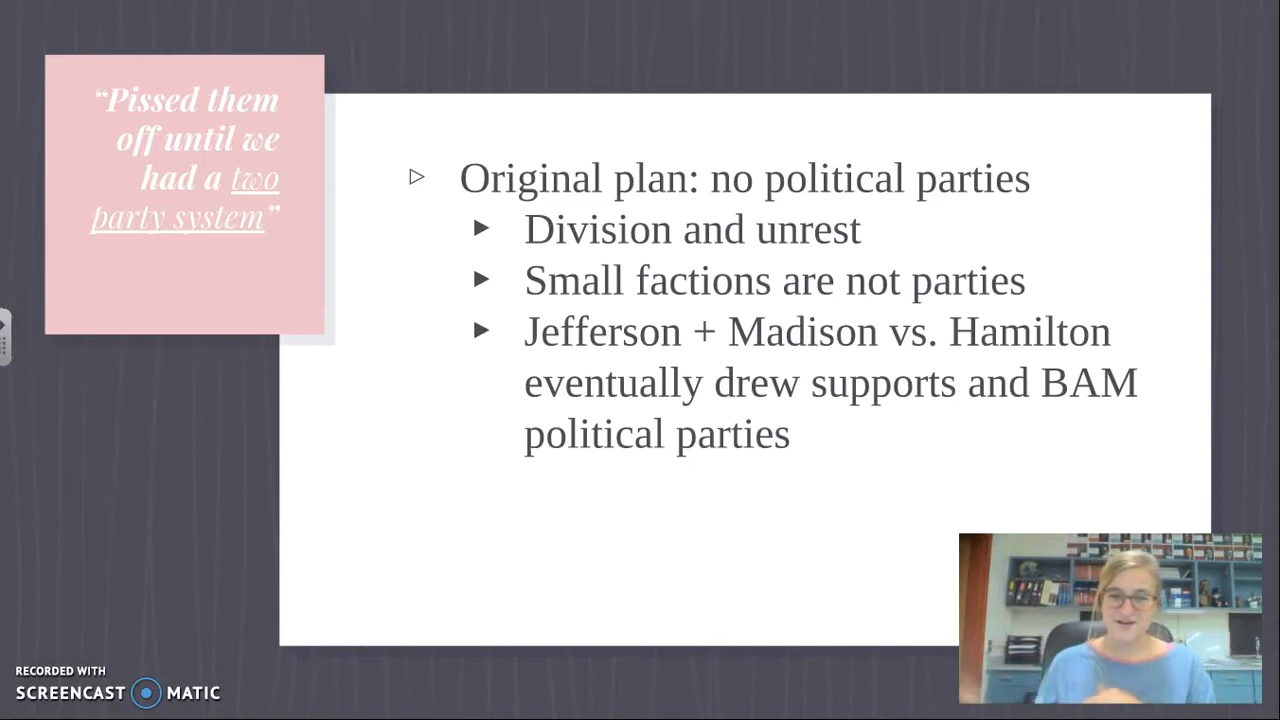 “Pissed them
off until we
had a two
party system”
Original plan: no political parties
Division and unrest
Small factions are not parties
Jefferson + Madison vs. Hamilton
eventually drew supports and BAM
political parties
RECORDED WITH
SCREENCAST MATIC